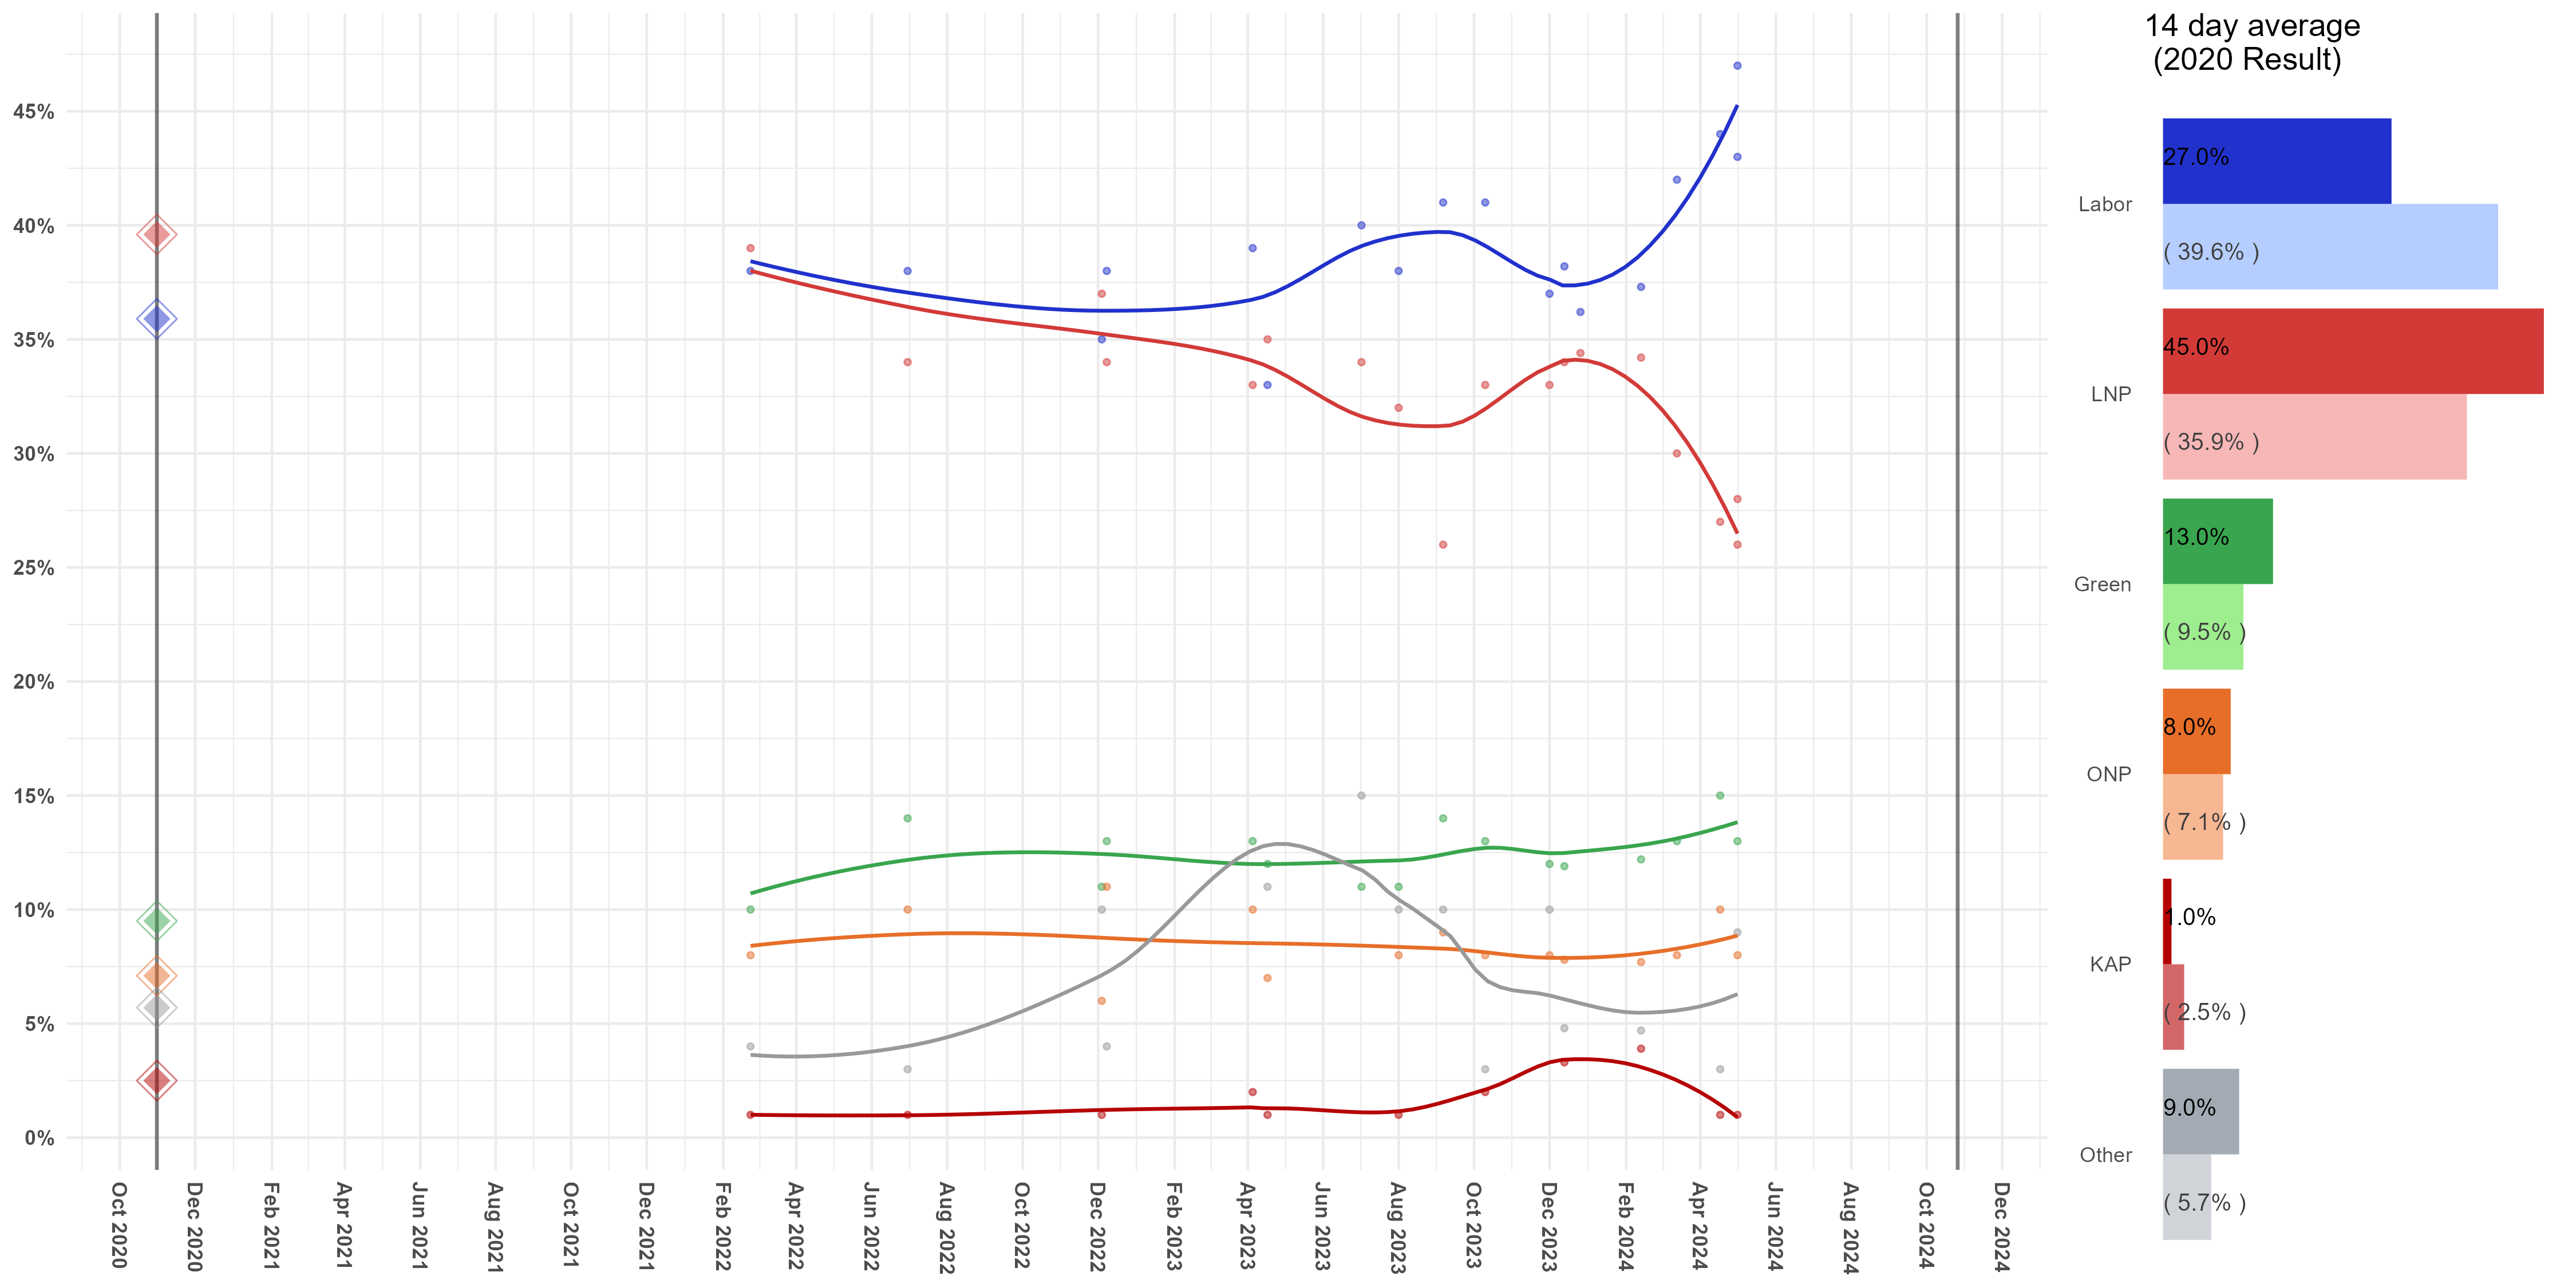 45%
40%
35%
30%
25%
20%
15%
10%
5%
0%
Oct 2020
Dec 2020
Feb 2021
Apr 2021
Jun 2021
Aug 2021
Oct 2021
Dec 2021
Feb 2022
Apr 2022
Jun 2022
Aug 2022
Oct 2022
Dec 2022
Feb 2023
Apr 2023
Jun 2023
Aug 2023
Oct 2023
Dec 2023
Feb 2024
Apr 2024
Jun 2024
Aug 2024
Oct 2024
Dec 2024
14 day average
(2020 Result)
Labor
27.0%
( 39.6% )
LNP
45.0%
( 35.9% )
Green
13.0%
( 9.5% )
ONP
8.0%
( 7.1% )
KAP
1.0%
( 2.5% )
Other
9.0%
( 5.7% )